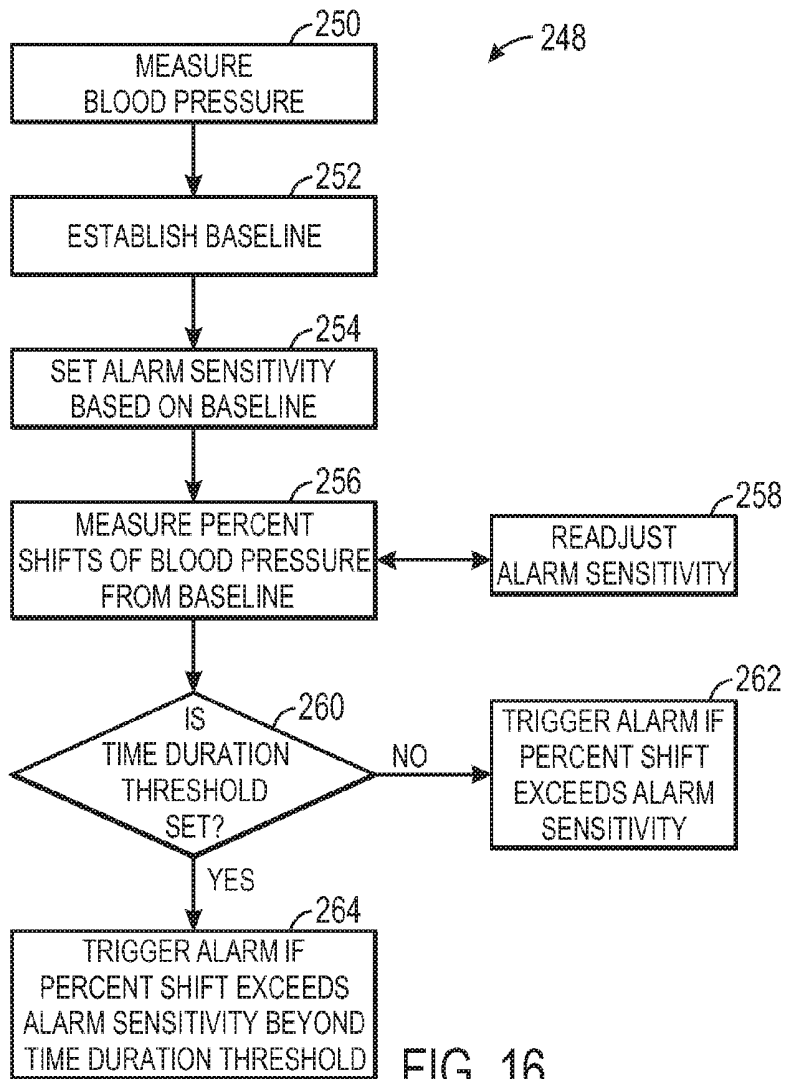 250
248
MEASURE
BLOOD PRESSURE
252
ESTABLISH BASELINE
254
SET ALARM SENSITIVITY
BASED ON BASELINE
256
MEASURE PERCENT
SHIFTS OF BLOOD PRESSURE
FROM BASELINE
258
READJUST
ALARM SENSITIVITY
260
IS
TIME DURATION
THRESHOLD
SET?
NO
262
TRIGGER ALARM IF
PERCENT SHIFT
EXCEEDS ALARM
SENSITIVITY
YES
264
TRIGGER ALARM IF
PERCENT SHIFT EXCEEDS
ALARM SENSITIVITY BEYOND
TIME DURATION THRESHOLD
FIG. 16